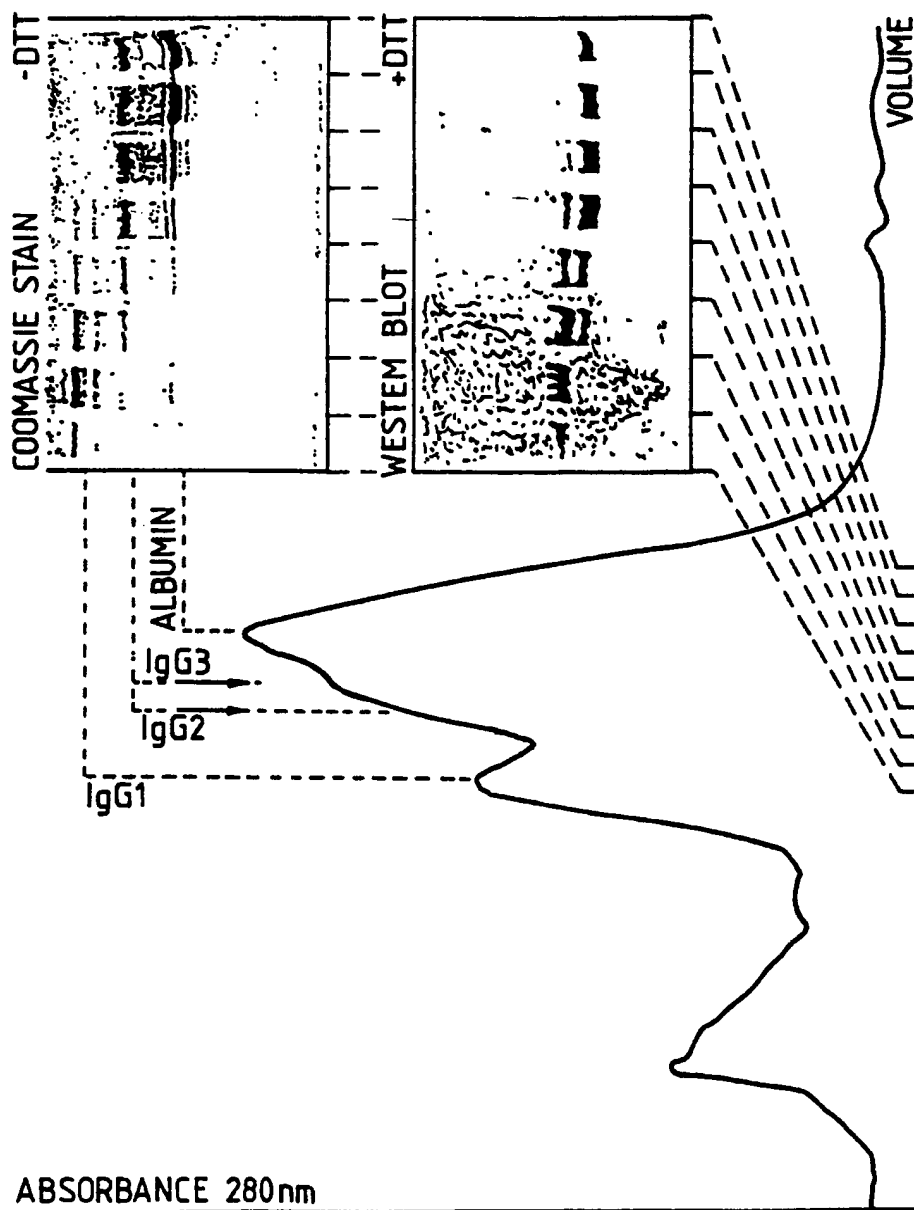 COOMASSIE STAIN
-DTT
WESTEM BLOT
+DTT
VOLUME
ALBUMIN
IgG3
IgG2
IgG1
ABSORBANCE 280nm